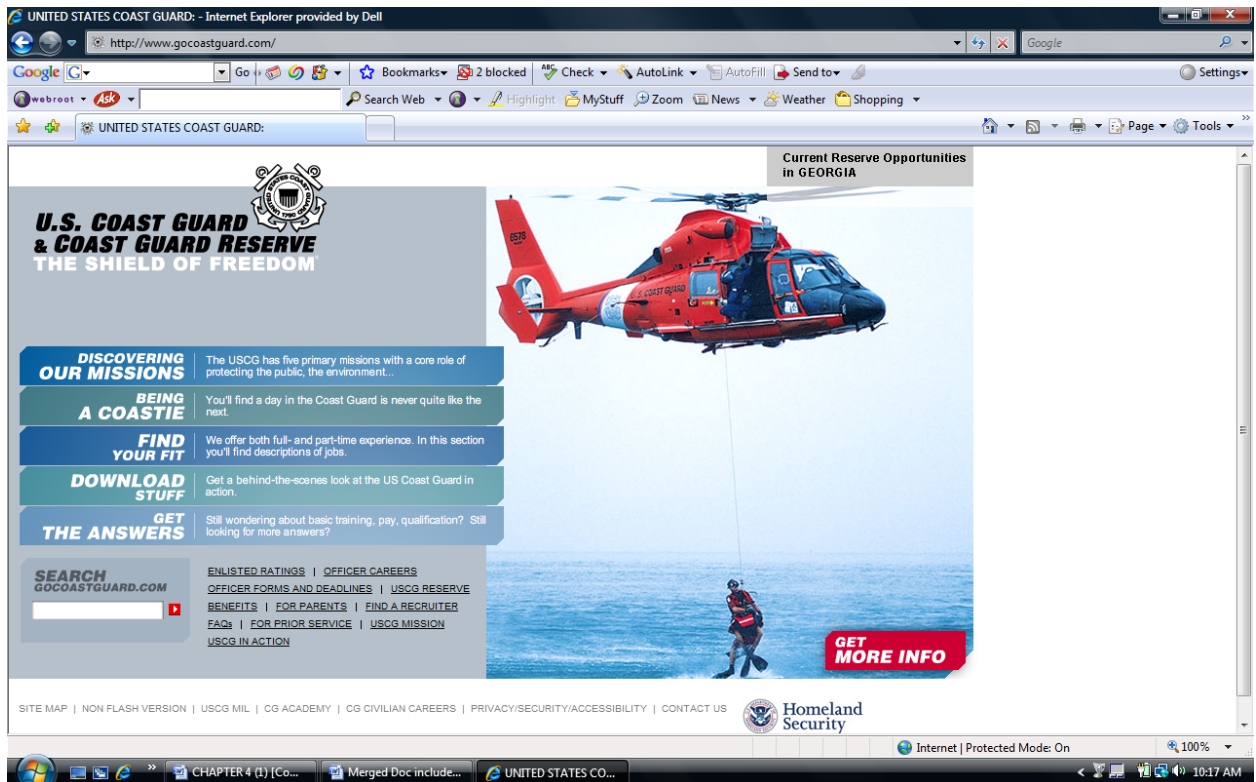 UNITED STATES COAST GUARD: - Internet Explorer provided by Dell
http://www.gocoastguard.com/
Google
Google G Go Bookmarks 2 blocked ABC Check AutoLink AutoFill Send to Settings
webroot Ask Search Web Highlight MyStuff Zoom News Weather Shopping
UNITED STATES COAST GUARD:
Page Tools
Current Reserve Opportunities
in GEORGIA
UNITED STATES COAST GUARD 1790
U.S. COAST GUARD
& COAST GUARD RESERVE
THE SHIELD OF FREEDOM
6578
U.S. COAST GUARD
DISCOVERING
OUR MISSIONS
The USCG has five primary missions with a core role of
protecting the public, the environment...
BEING
A COASTIE
You'll find a day in the Coast Guard is never quite like the
next.
FIND
YOUR FIT
We offer both full- and part-time experience. In this section
you'll find descriptions of jobs.
DOWNLOAD
STUFF
Get a behind-the-scenes look at the US Coast Guard in
action.
GET
THE ANSWERS
Still wondering about basic training, pay, qualification? Still
looking for more answers?
SEARCH
GOCOASTGUARD.COM
ENLISTED RATINGS | OFFICER CAREERS
OFFICER FORMS AND DEADLINES | USCG RESERVE
BENEFITS | FOR PARENTS | FIND A RECRUITER
FAQs | FOR PRIOR SERVICE | USCG MISSION
USCG IN ACTION
GET
MORE INFO
SITE MAP | NON FLASH VERSION | USCG MIL | CG ACADEMY | CG CIVILIAN CAREERS | PRIVACY/SECURITY/ACCESSIBILITY | CONTACT US
Homeland
Security
Internet | Protected Mode: On
100%
CHAPTER 4 (1) [Co...
Merged Doc include...
UNITED STATES CO...
10:17 AM